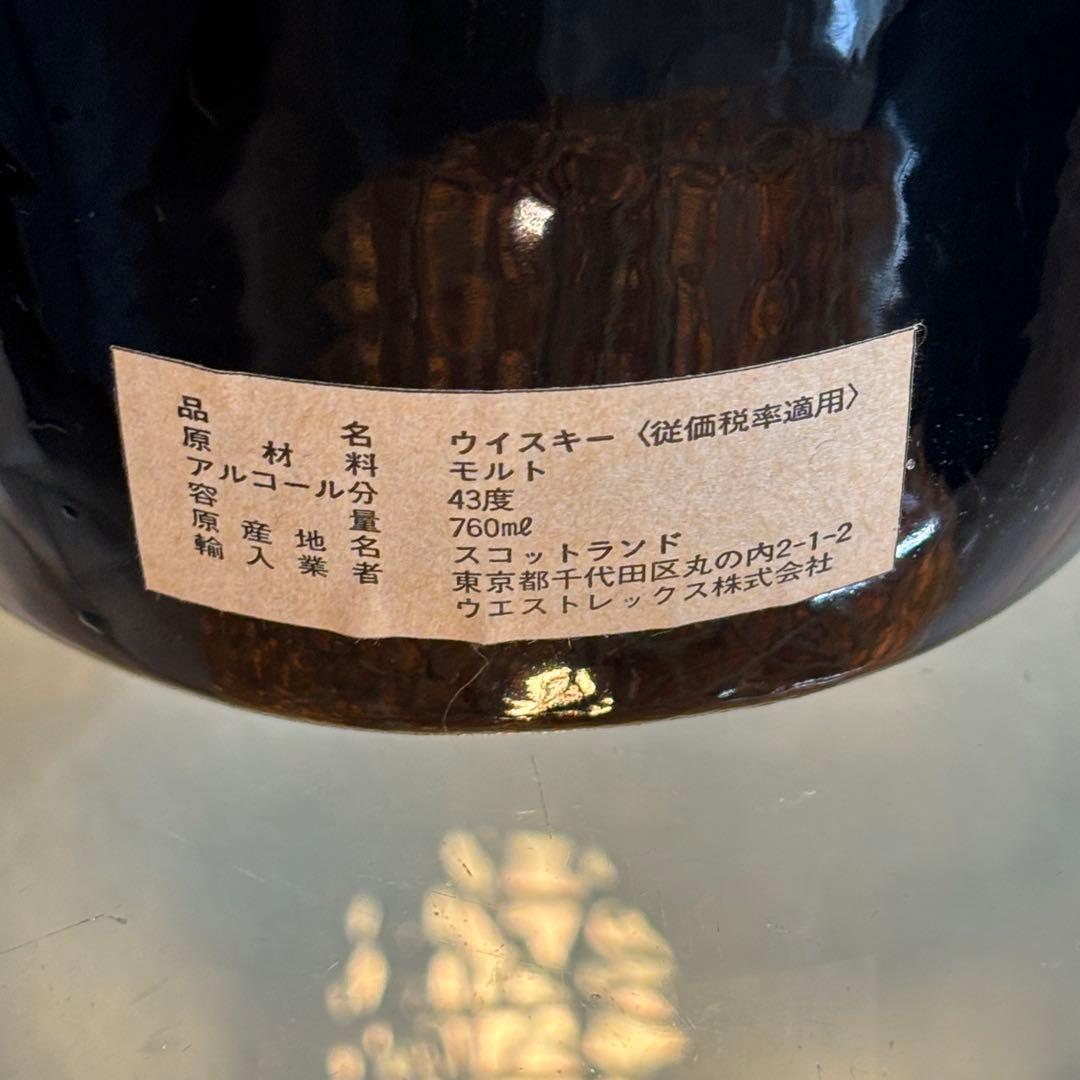 品名 ウイスキー〈従価税率適用〉
原材料 モルト
アルコール分 43度
容量 760mℓ
原産地名 スコットランド
輸入業者 東京都千代田区丸の内2-1-2
ウエストレックス株式会社